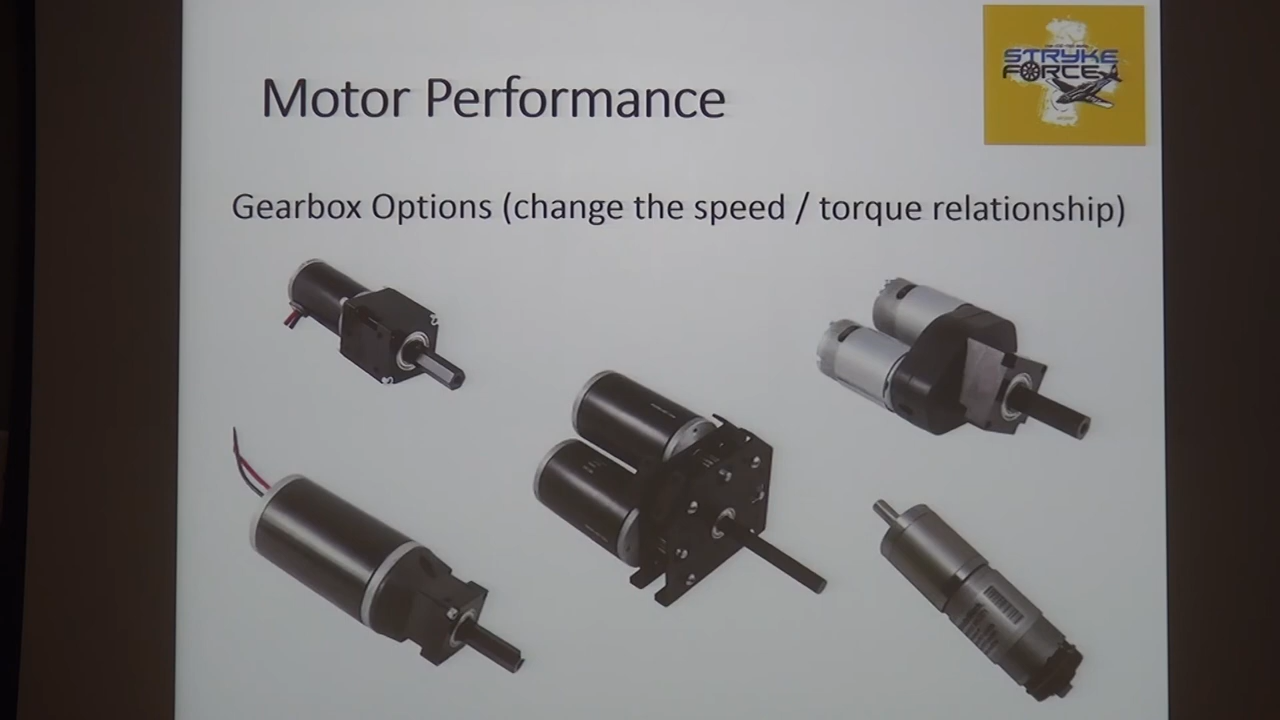 STRYKE
FORCE
Motor Performance
Gearbox Options (change the speed / torque relationship)